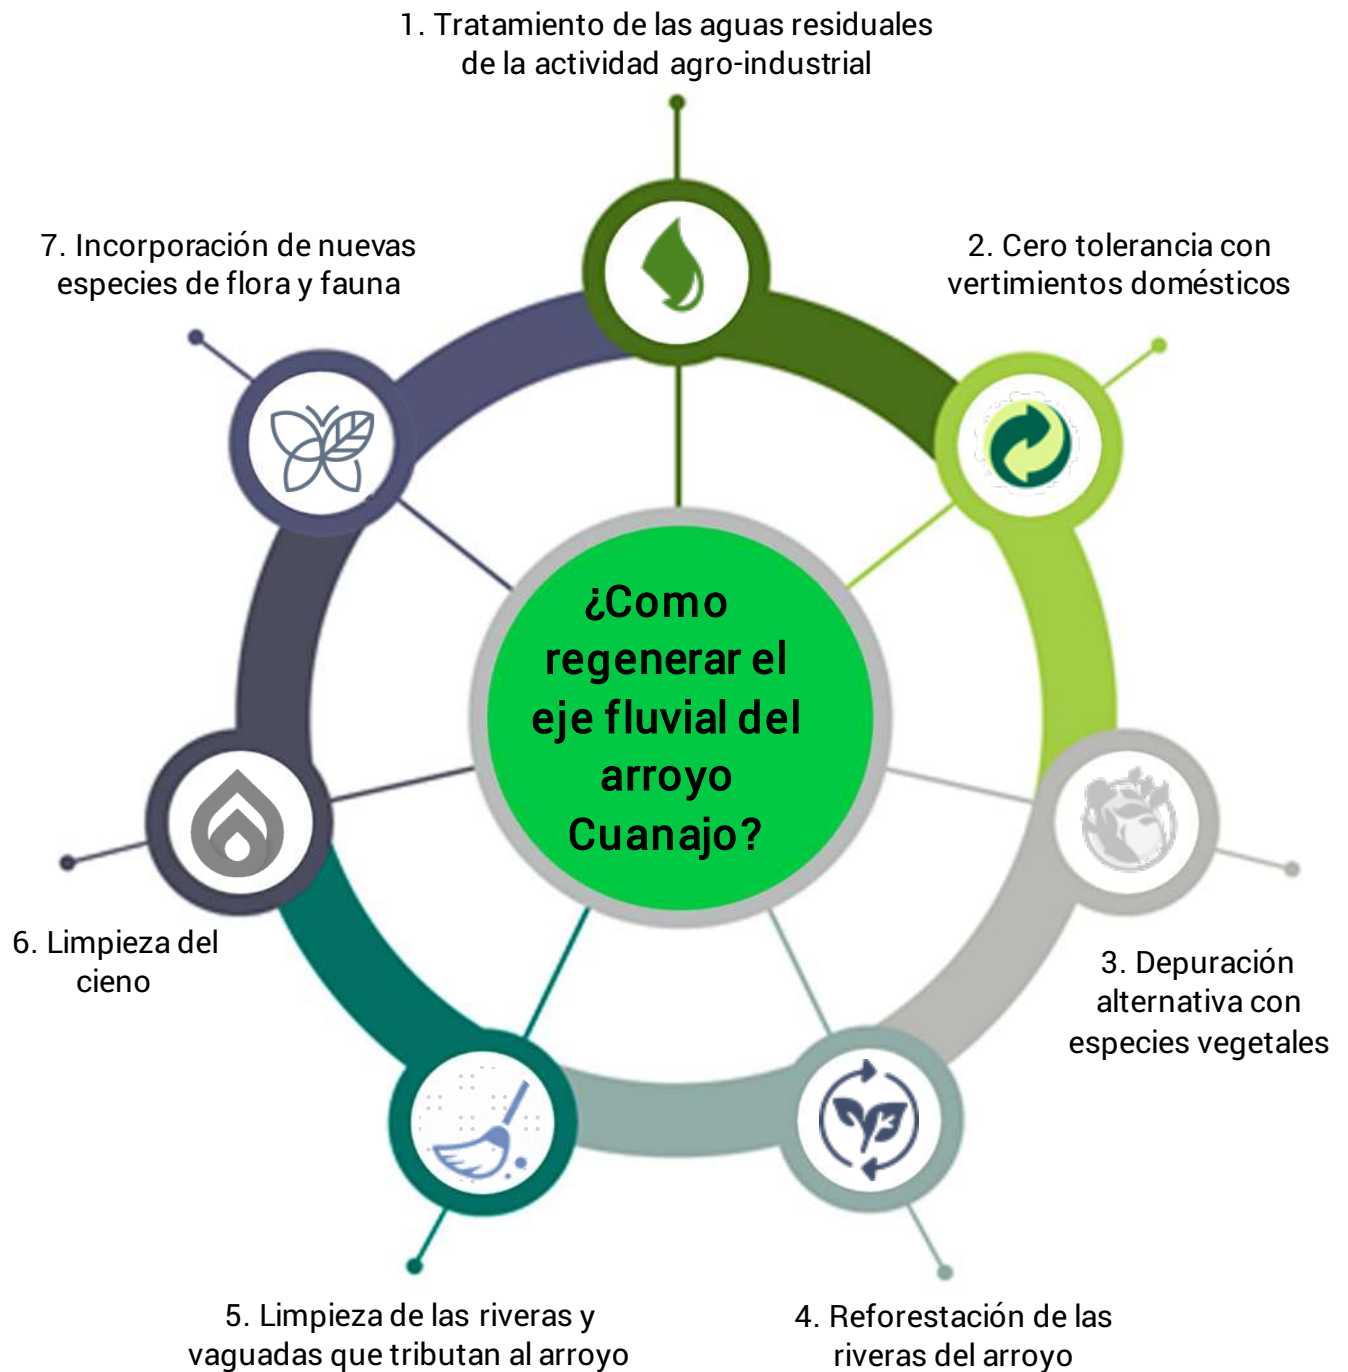 1. Tratamiento de las aguas residuales
de la actividad agro-industrial
2. Cero tolerancia con
vertimientos domésticos
3. Depuración
alternativa con
especies vegetales
4. Reforestación de las
riveras del arroyo
5. Limpieza de las riveras y
vaguadas que tributan al arroyo
6. Limpieza del
cieno
7. Incorporación de nuevas
especies de flora y fauna
¿Como
regenerar el
eje fluvial del
arroyo
Cuanajo?